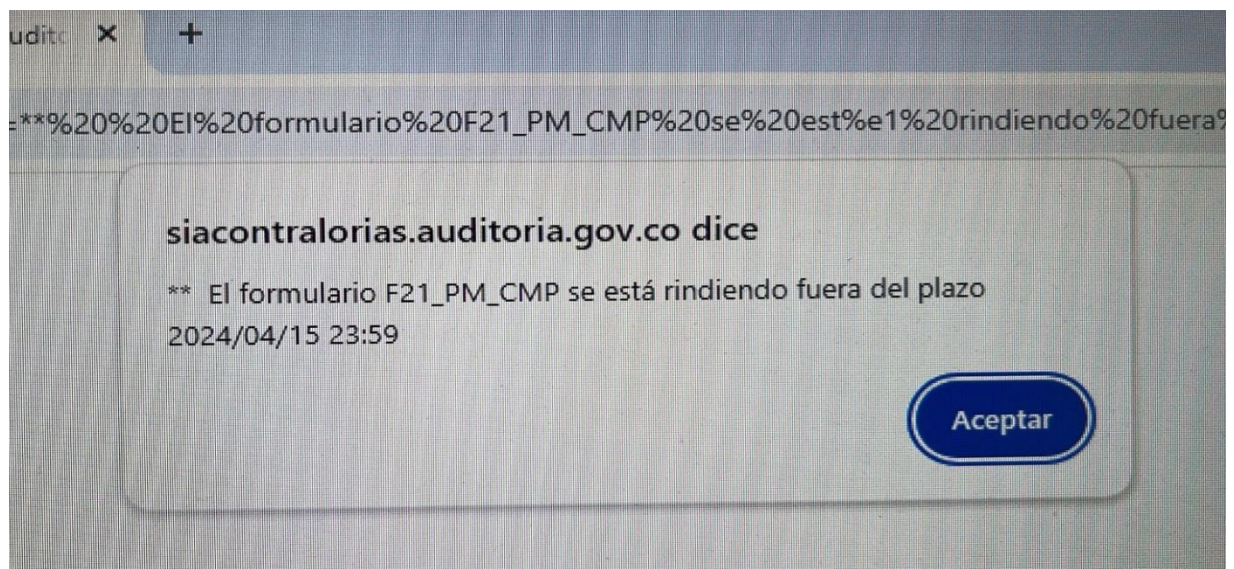 udito × +
=**%20%20El%20formulario%20F21_PM_CMP%20se%20est%e1%20rindiendo%20fuera%
siacontralorias.auditoria.gov.co dice
** El formulario F21_PM_CMP se está rindiendo fuera del plazo
2024/04/15 23:59
Aceptar